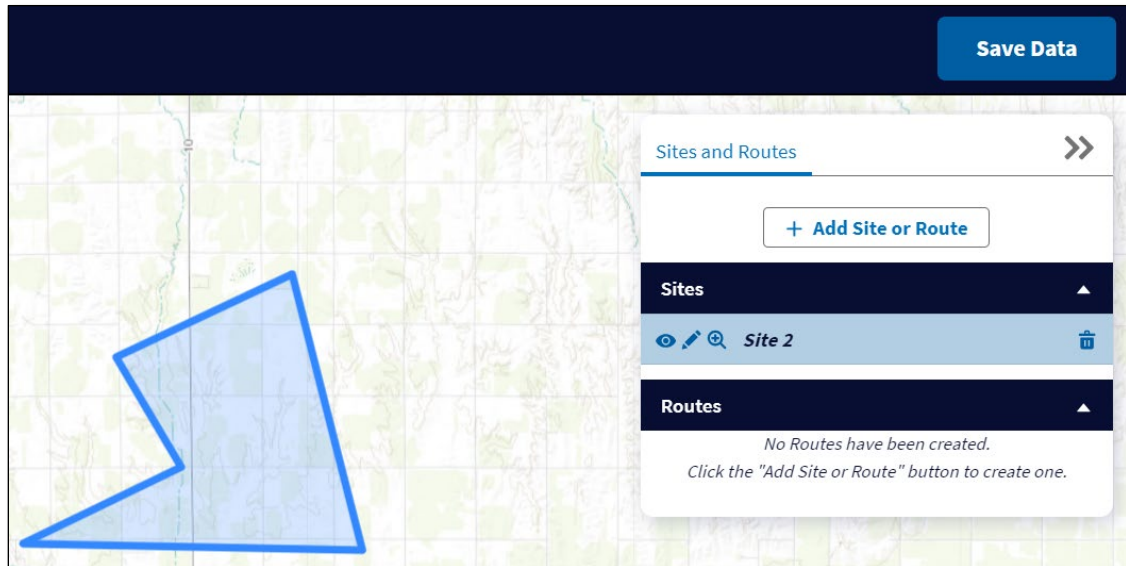 Save Data
10
Sites and Routes
+ Add Site or Route
Sites
Site 2
Routes
No Routes have been created.
Click the "Add Site or Route" button to create one.